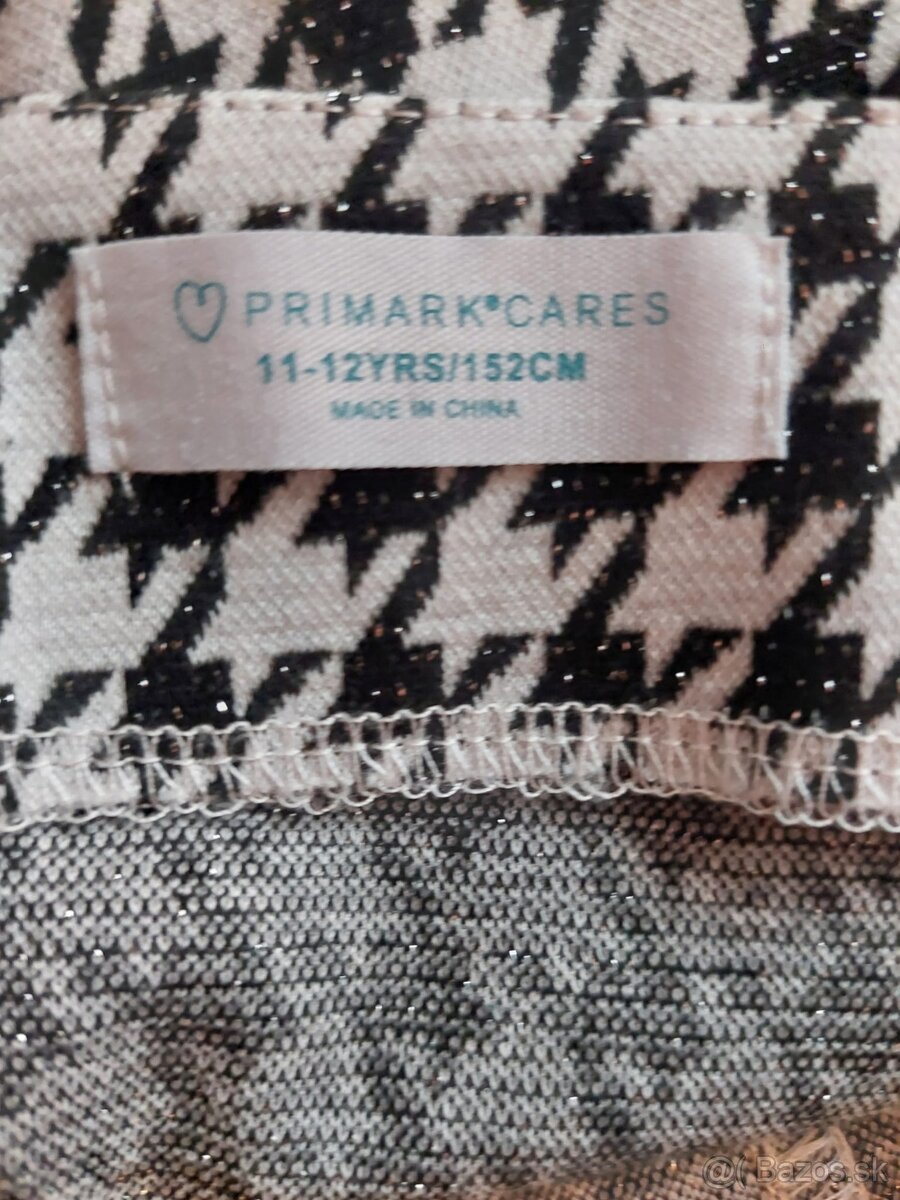 PRIMARK®CARES
11-12YRS/152CM
MADE IN CHINA
@( Bazos.sk